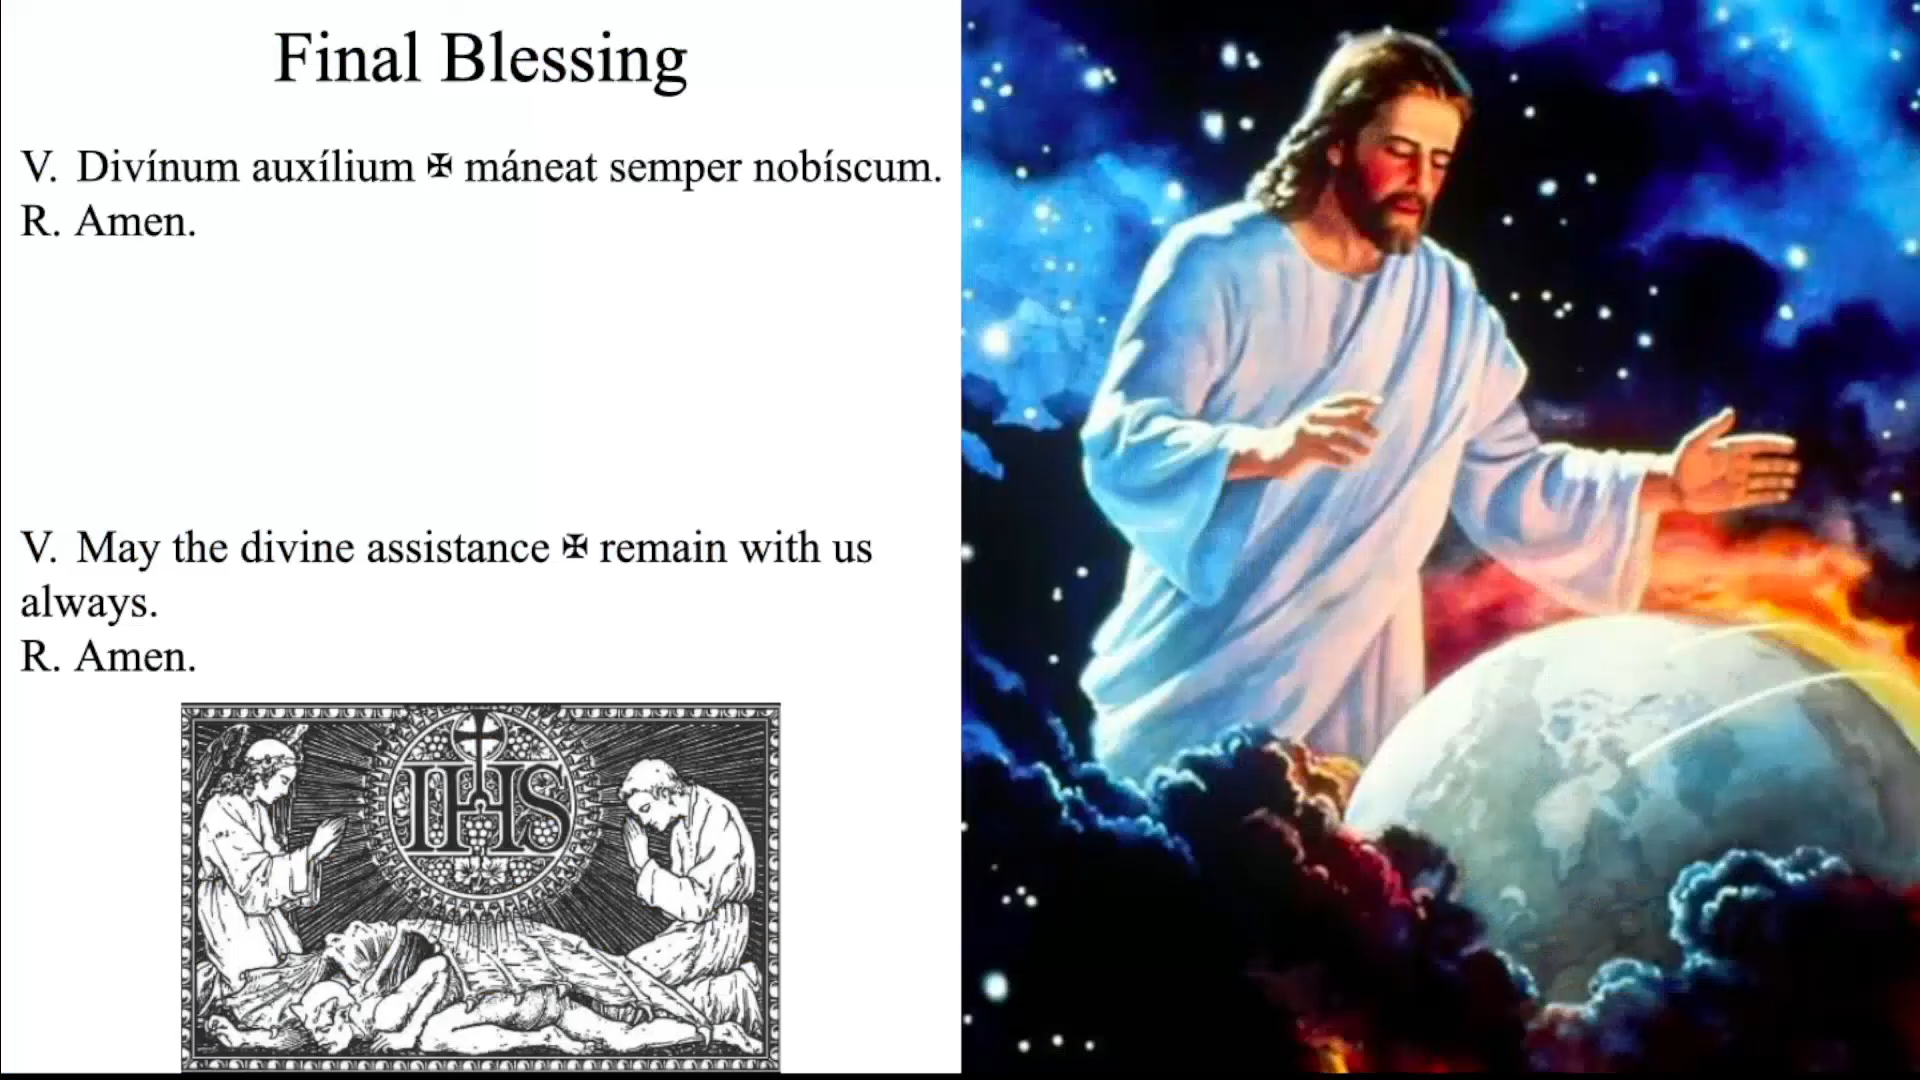 Final Blessing
V. Divínum auxílium ✠ máneat semper nobíscum.
R. Amen.
V. May the divine assistance ✠ remain with us
always.
R. Amen.
IHS